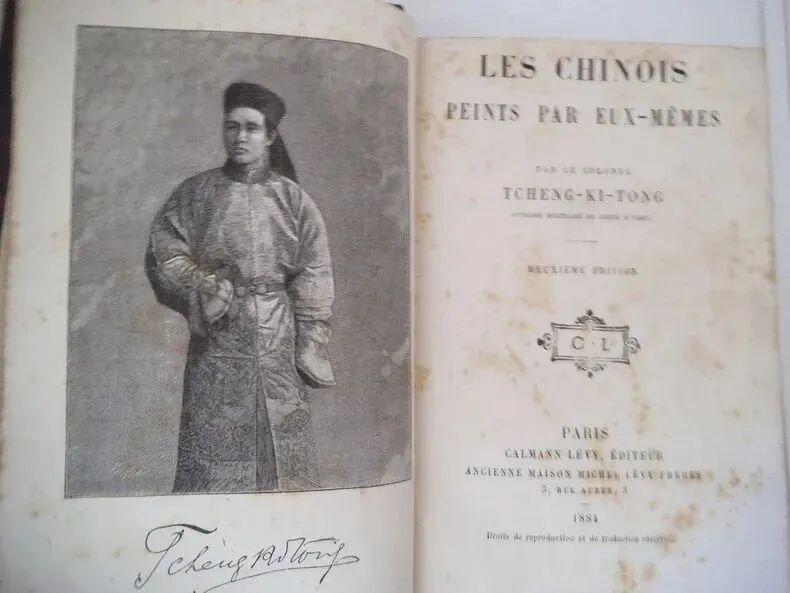 Tcheng Ki Tong
LES CHINOIS
PEINTS PAR EUX-MÊMES
PAR LE COLONEL
TCHENG-KI-TONG
DEUXIÈME ÉDITION
C · L
PARIS
CALMANN LÉVY, ÉDITEUR
ANCIENNE MAISON MICHEL LÉVY FRÈRES
3, RUE AUBER, 3
1884
Droits de reproduction et de traduction réservés